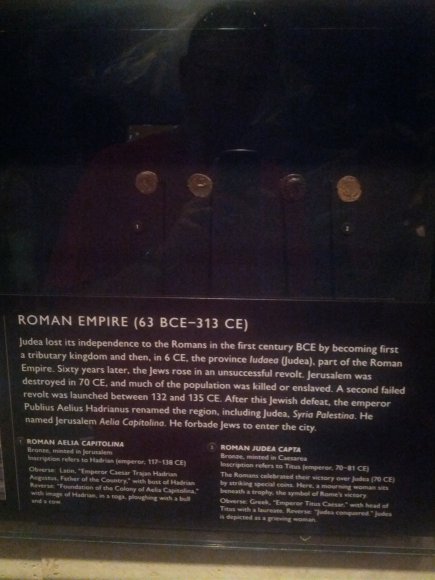 1
2
ROMAN EMPIRE (63 BCE–313 CE)
Judea lost its independence to the Romans in the first century BCE by becoming first
a tributary kingdom and then, in 6 CE, the province Iudaea (Judea), part of the Roman
Empire. Sixty years later, the Jews rose in an unsuccessful revolt. Jerusalem was
destroyed in 70 CE, and much of the population was killed or enslaved. A second failed
revolt was launched between 132 and 135 CE. After this Jewish defeat, the emperor
Publius Aelius Hadrianus renamed the region, including Judea, Syria Palestina. He
named Jerusalem Aelia Capitolina. He forbade Jews to enter the city.
1 ROMAN AELIA CAPITOLINA
Bronze, minted in Jerusalem
Inscription refers to Hadrian (emperor, 117–138 CE)
Obverse: Latin, "Emperor Caesar Trajan Hadrian
Augustus, Father of the Country," with bust of Hadrian
Reverse: "Foundation of the Colony of Aelia Capitolina,"
with image of Hadrian, in a toga, ploughing with a bull
and a cow.
2 ROMAN JUDEA CAPTA
Bronze, minted in Caesarea
Inscription refers to Titus (emperor, 70–81 CE)
The Romans celebrated their victory over Judea (70 CE)
by striking special coins. Here, a mourning woman sits
beneath a trophy, the symbol of Rome's victory.
Obverse: Greek, "Emperor Titus Caesar," with head of
Titus with a laureate. Reverse: "Judea conquered." Judea
is depicted as a grieving woman.